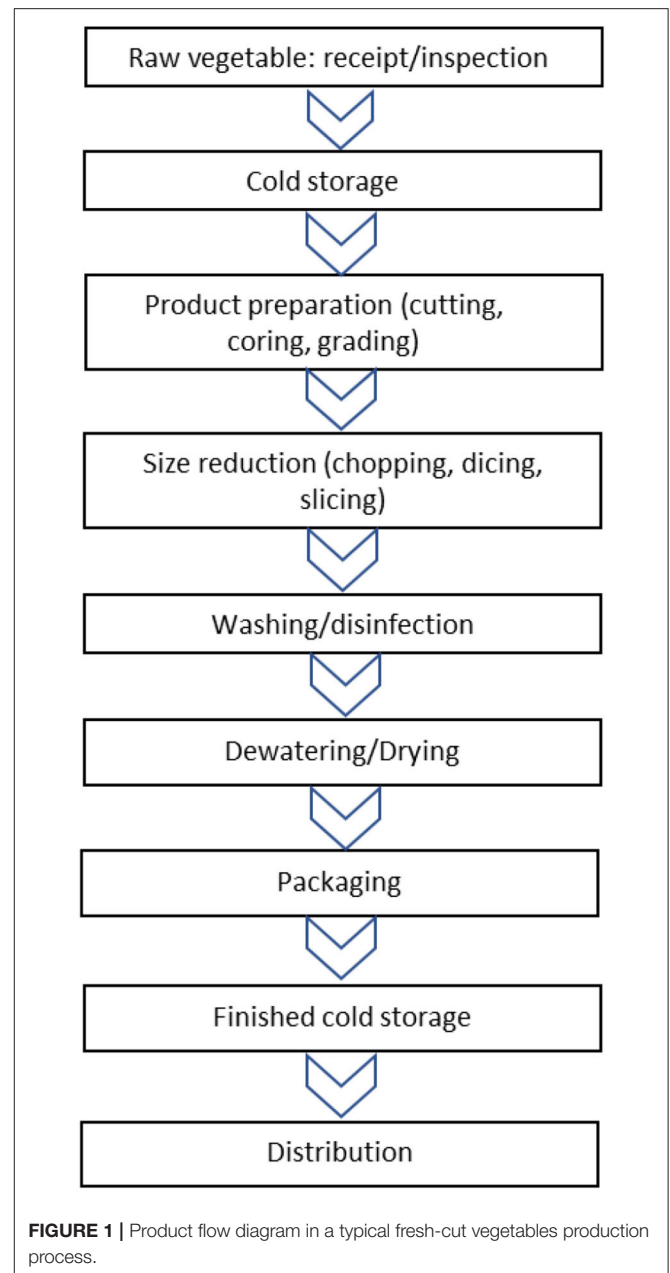 Raw vegetable: receipt/inspection
Cold storage
Product preparation (cutting,
coring, grading)
Size reduction (chopping, dicing,
slicing)
Washing/disinfection
Dewatering/Drying
Packaging
Finished cold storage
Distribution
FIGURE 1 | Product flow diagram in a typical fresh-cut vegetables production
process.